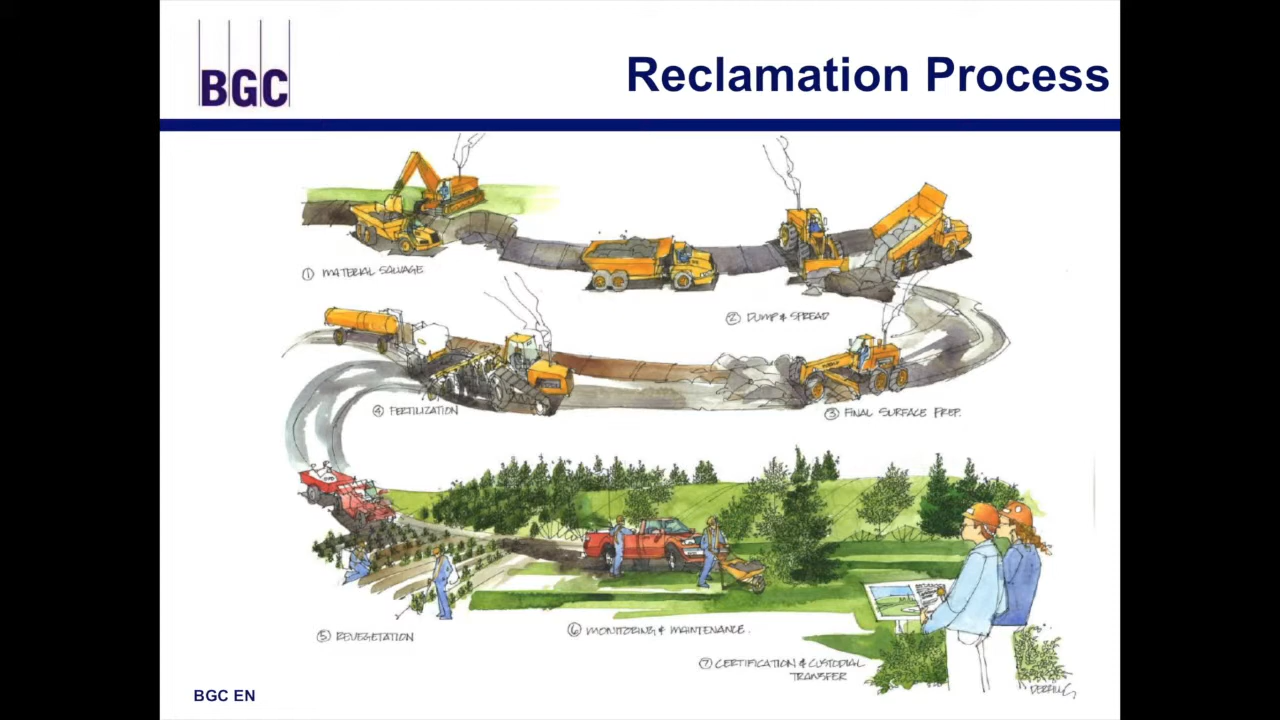 BGC
Reclamation Process
① MATERIAL SALVAGE
② DUMP & SPREAD
④ FERTILIZATION
③ FINAL SURFACE PREP.
⑤ REVEGETATION
⑥ MONITORING & MAINTENANCE.
⑦ CERTIFICATION & CUSTODIAL
TRANSFER
BGC EN